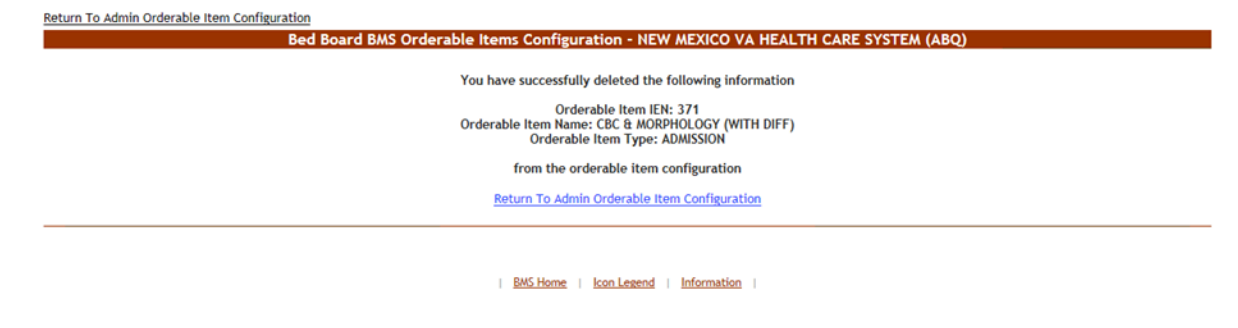 Return To Admin Orderable Item Configuration
Bed Board BMS Orderable Items Configuration - NEW MEXICO VA HEALTH CARE SYSTEM (ABQ)
You have successfully deleted the following information
Orderable Item IEN: 371
Orderable Item Name: CBC & MORPHOLOGY (WITH DIFF)
Orderable Item Type: ADMISSION
from the orderable item configuration
Return To Admin Orderable Item Configuration
| BMS Home | Icon Legend | Information |